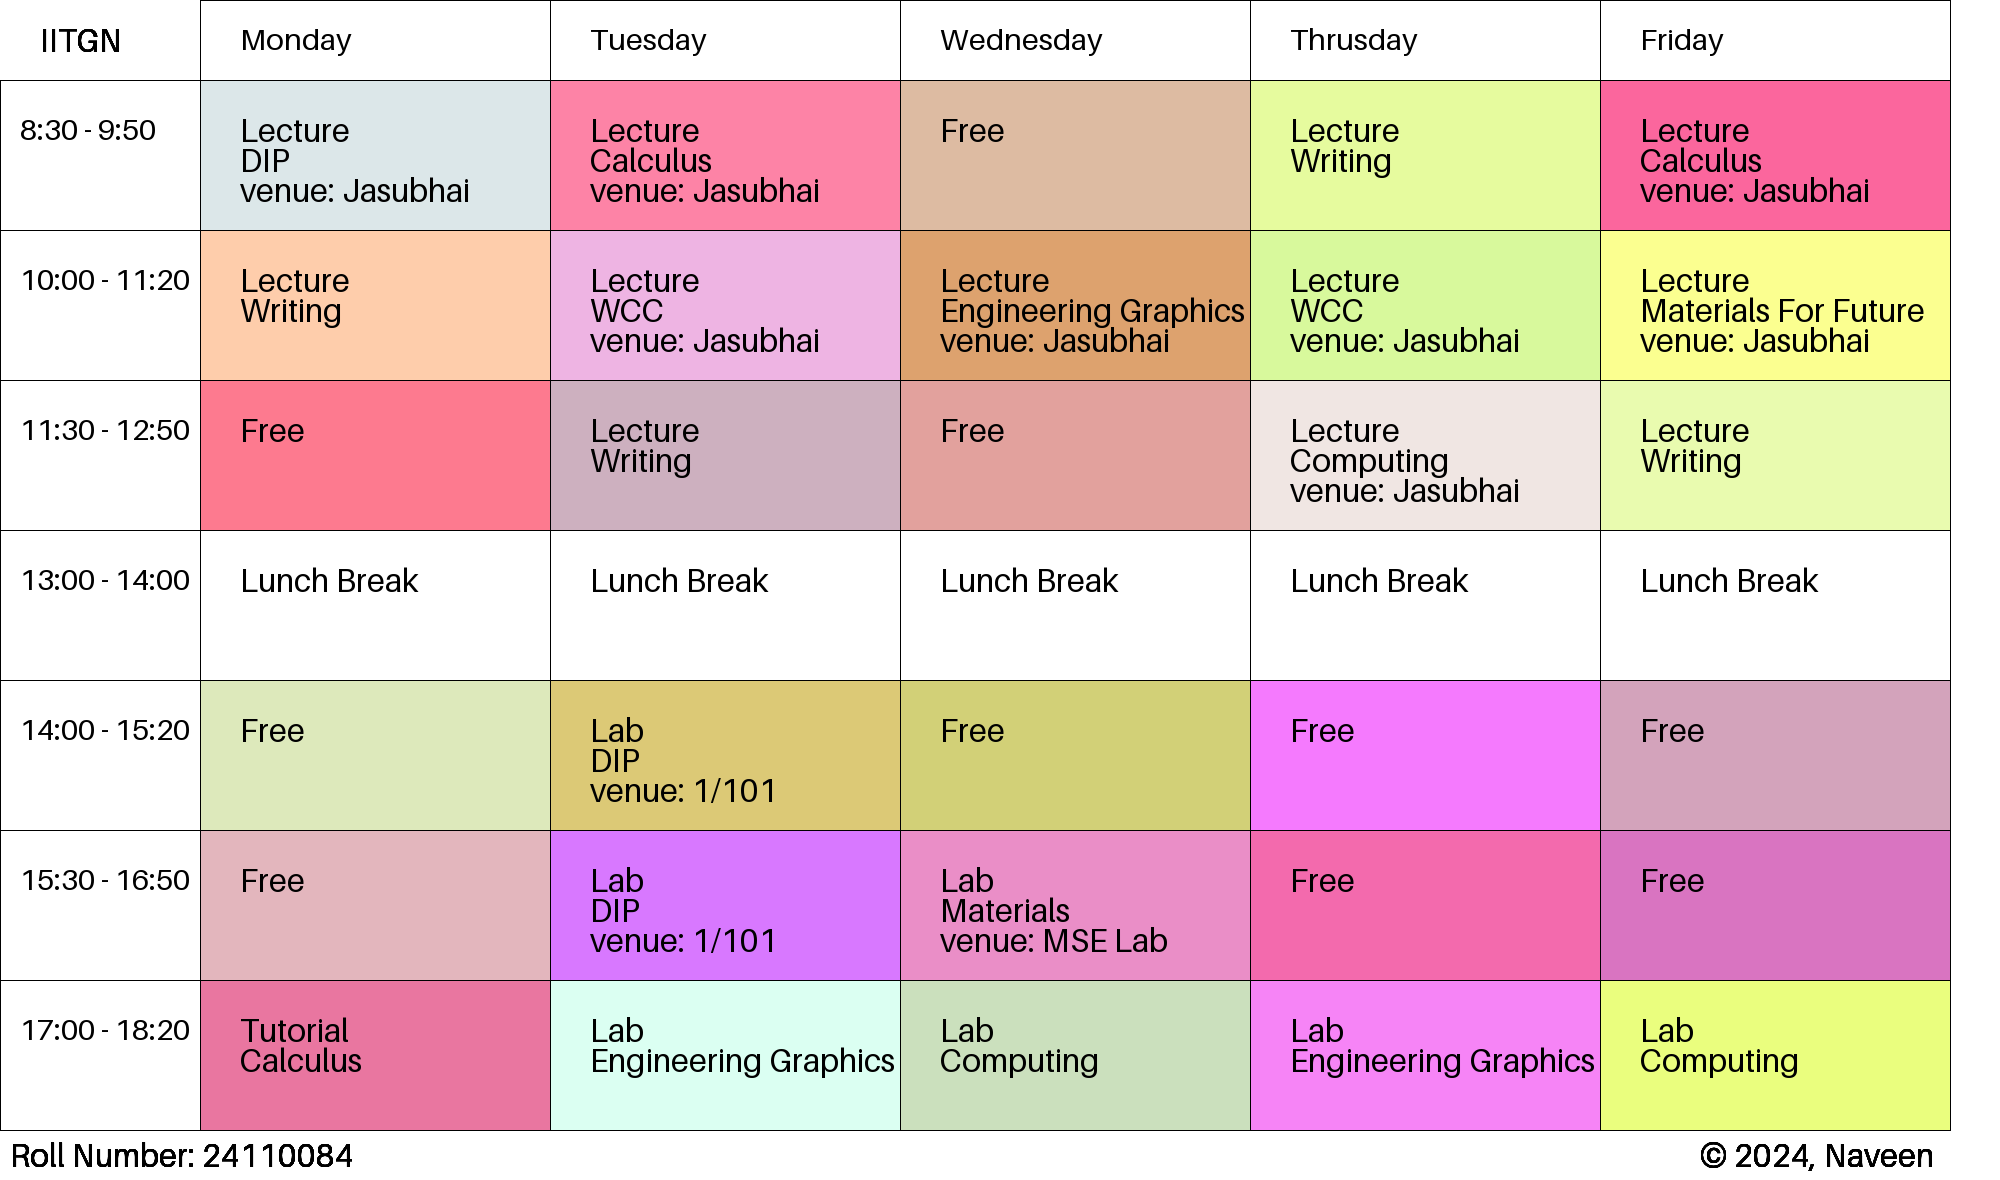 IITGN
Monday
Tuesday
Wednesday
Thrusday
Friday
8:30 - 9:50
Lecture
DIP
venue: Jasubhai
Lecture
Calculus
venue: Jasubhai
Free
Lecture
Writing
Lecture
Calculus
venue: Jasubhai
10:00 - 11:20
Lecture
Writing
Lecture
WCC
venue: Jasubhai
Lecture
Engineering Graphics
venue: Jasubhai
Lecture
WCC
venue: Jasubhai
Lecture
Materials For Future
venue: Jasubhai
11:30 - 12:50
Free
Lecture
Writing
Free
Lecture
Computing
venue: Jasubhai
Lecture
Writing
13:00 - 14:00
Lunch Break
Lunch Break
Lunch Break
Lunch Break
Lunch Break
14:00 - 15:20
Free
Lab
DIP
venue: 1/101
Free
Free
Free
15:30 - 16:50
Free
Lab
DIP
venue: 1/101
Lab
Materials
venue: MSE Lab
Free
Free
17:00 - 18:20
Tutorial
Calculus
Lab
Engineering Graphics
Lab
Computing
Lab
Engineering Graphics
Lab
Computing
Roll Number: 24110084
© 2024, Naveen